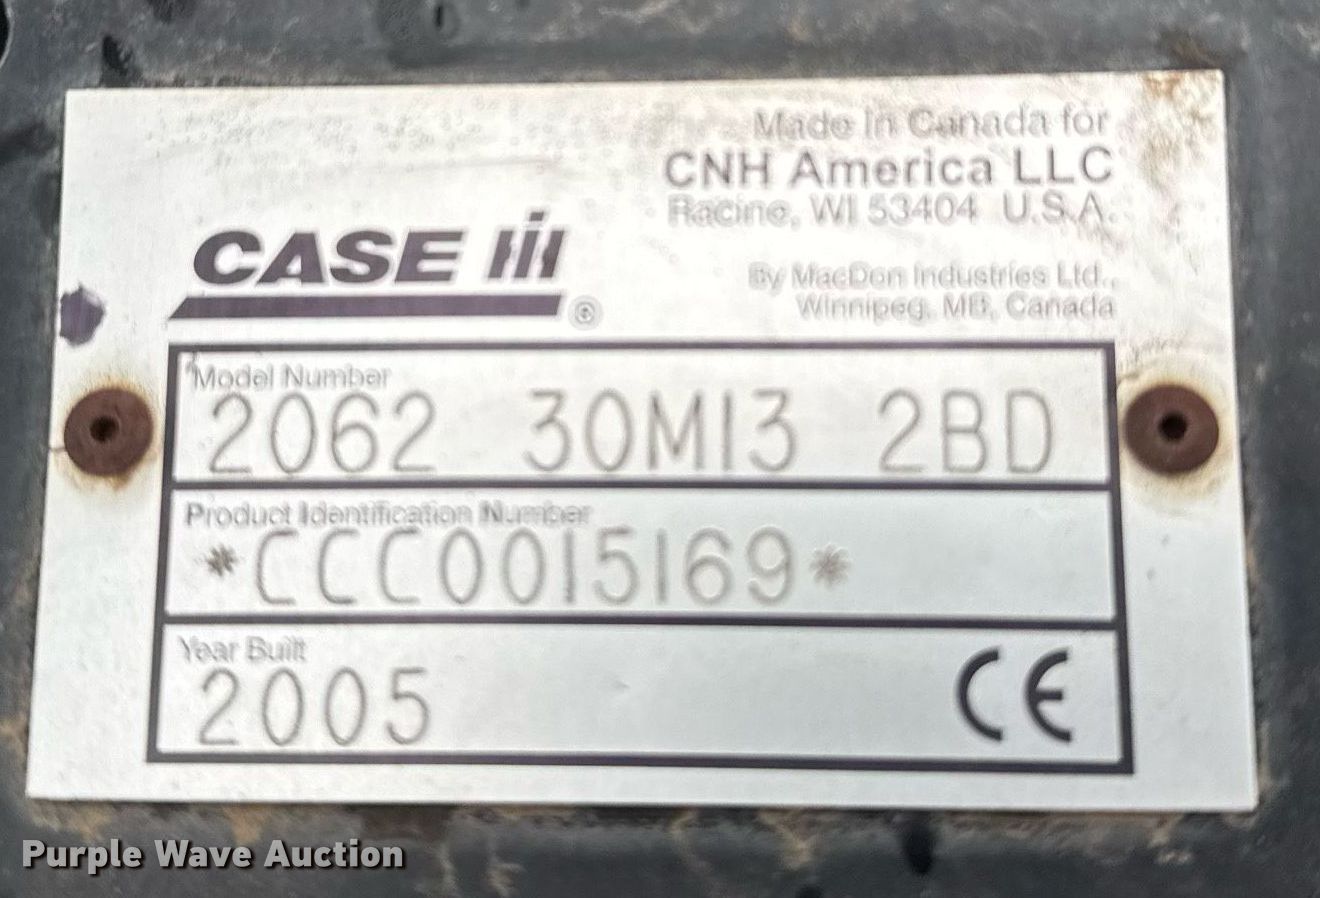 Made in Canada for
CNH America LLC
Racine, WI 53404 U.S.A.
CASE IH ®
By MacDon Industries Ltd.,
Winnipeg, MB, Canada
Model Number
2062 30M13 2BD
Product Identification Number
*CCC0015169*
Year Built
2005
CE
Purple Wave Auction